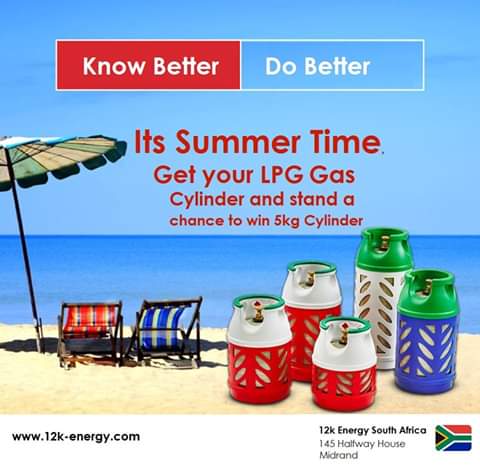 Know Better Do Better
Its Summer Time.
Get your LPG Gas
Cylinder and stand a
chance to win 5kg Cylinder
www.12k-energy.com
12k Energy South Africa
145 Halfway House
Midrand